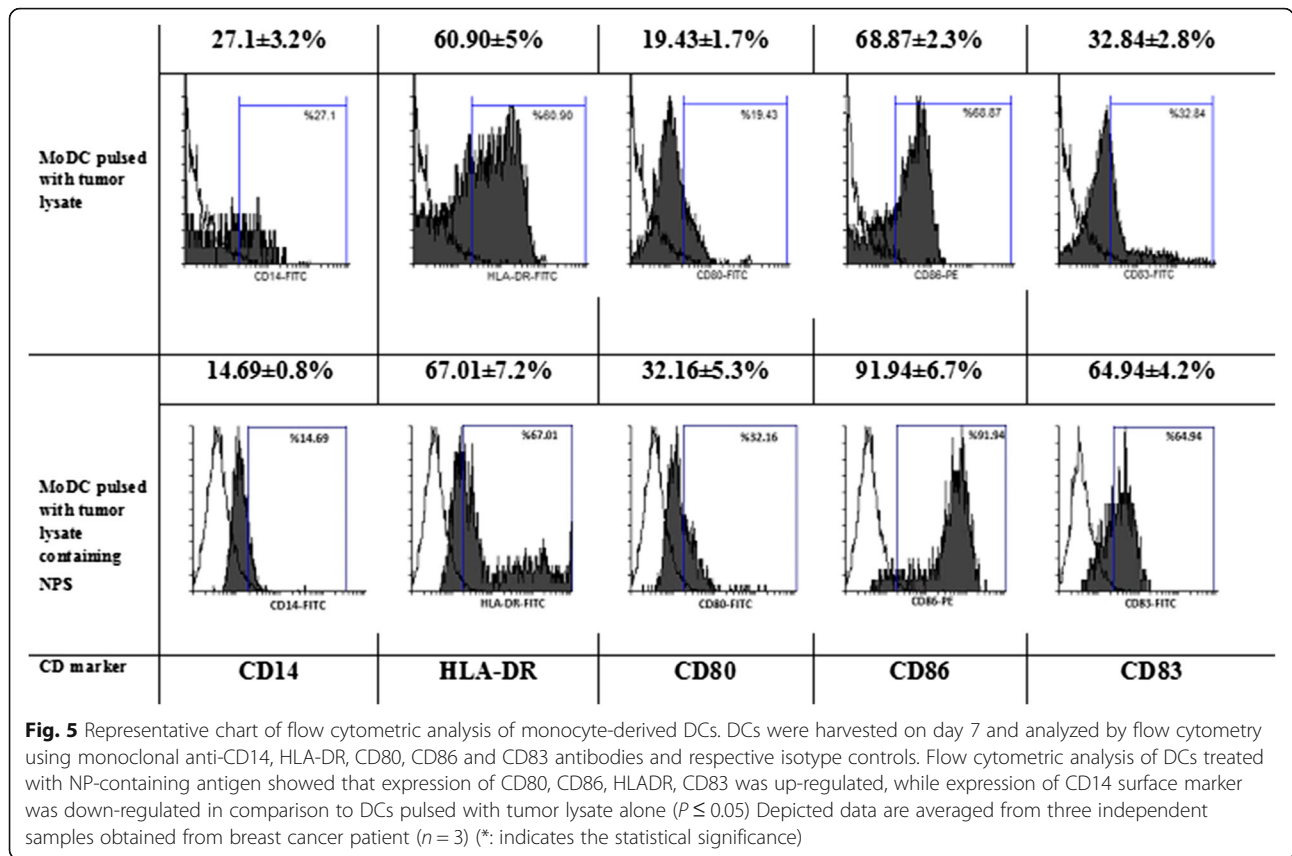 27.1±3.2% 60.90±5% 19.43±1.7% 68.87±2.3% 32.84±2.8%
MoDC pulsed
with tumor
lysate
%27.1 %60.90 %19.43 %68.87 %32.84
CD14-FITC HLA-DR-FITC CD80-FITC CD86-PE CD83-FITC
14.69±0.8% 67.01±7.2% 32.16±5.3% 91.94±6.7% 64.94±4.2%
MoDC pulsed
with tumor
lysate
containing
NPS
%14.69 %67.01 %32.16 %91.94 %64.94
CD14-FITC HLA-DR-FITC CD80-FITC CD86-PE CD83-FITC
CD marker CD14 HLA-DR CD80 CD86 CD83
Fig. 5 Representative chart of flow cytometric analysis of monocyte-derived DCs. DCs were harvested on day 7 and analyzed by flow cytometry
using monoclonal anti-CD14, HLA-DR, CD80, CD86 and CD83 antibodies and respective isotype controls. Flow cytometric analysis of DCs treated
with NP-containing antigen showed that expression of CD80, CD86, HLADR, CD83 was up-regulated, while expression of CD14 surface marker
was down-regulated in comparison to DCs pulsed with tumor lysate alone (P ≤ 0.05) Depicted data are averaged from three independent
samples obtained from breast cancer patient (n = 3) (*: indicates the statistical significance)